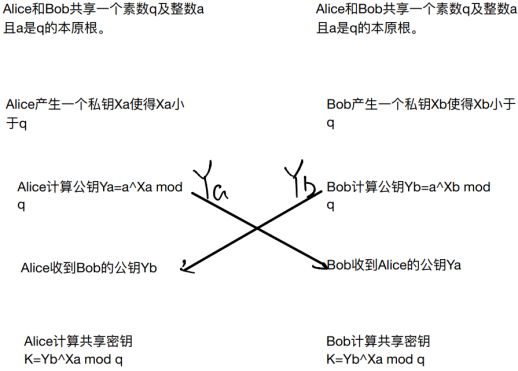 Alice和Bob共享一个素数q及整数a
且a是q的本原根。
Alice和Bob共享一个素数q及整数a
且a是q的本原根。
Alice产生一个私钥Xa使得Xa小
于q
Bob产生一个私钥Xb使得Xb小于
q
Alice计算公钥Ya=a^Xa mod
q
Ya
Yb
Bob计算公钥Yb=a^Xb mod
q
Alice收到Bob的公钥Yb
Bob收到Alice的公钥Ya
Alice计算共享密钥
K=Yb^Xa mod q
Bob计算共享密钥
K=Yb^Xa mod q